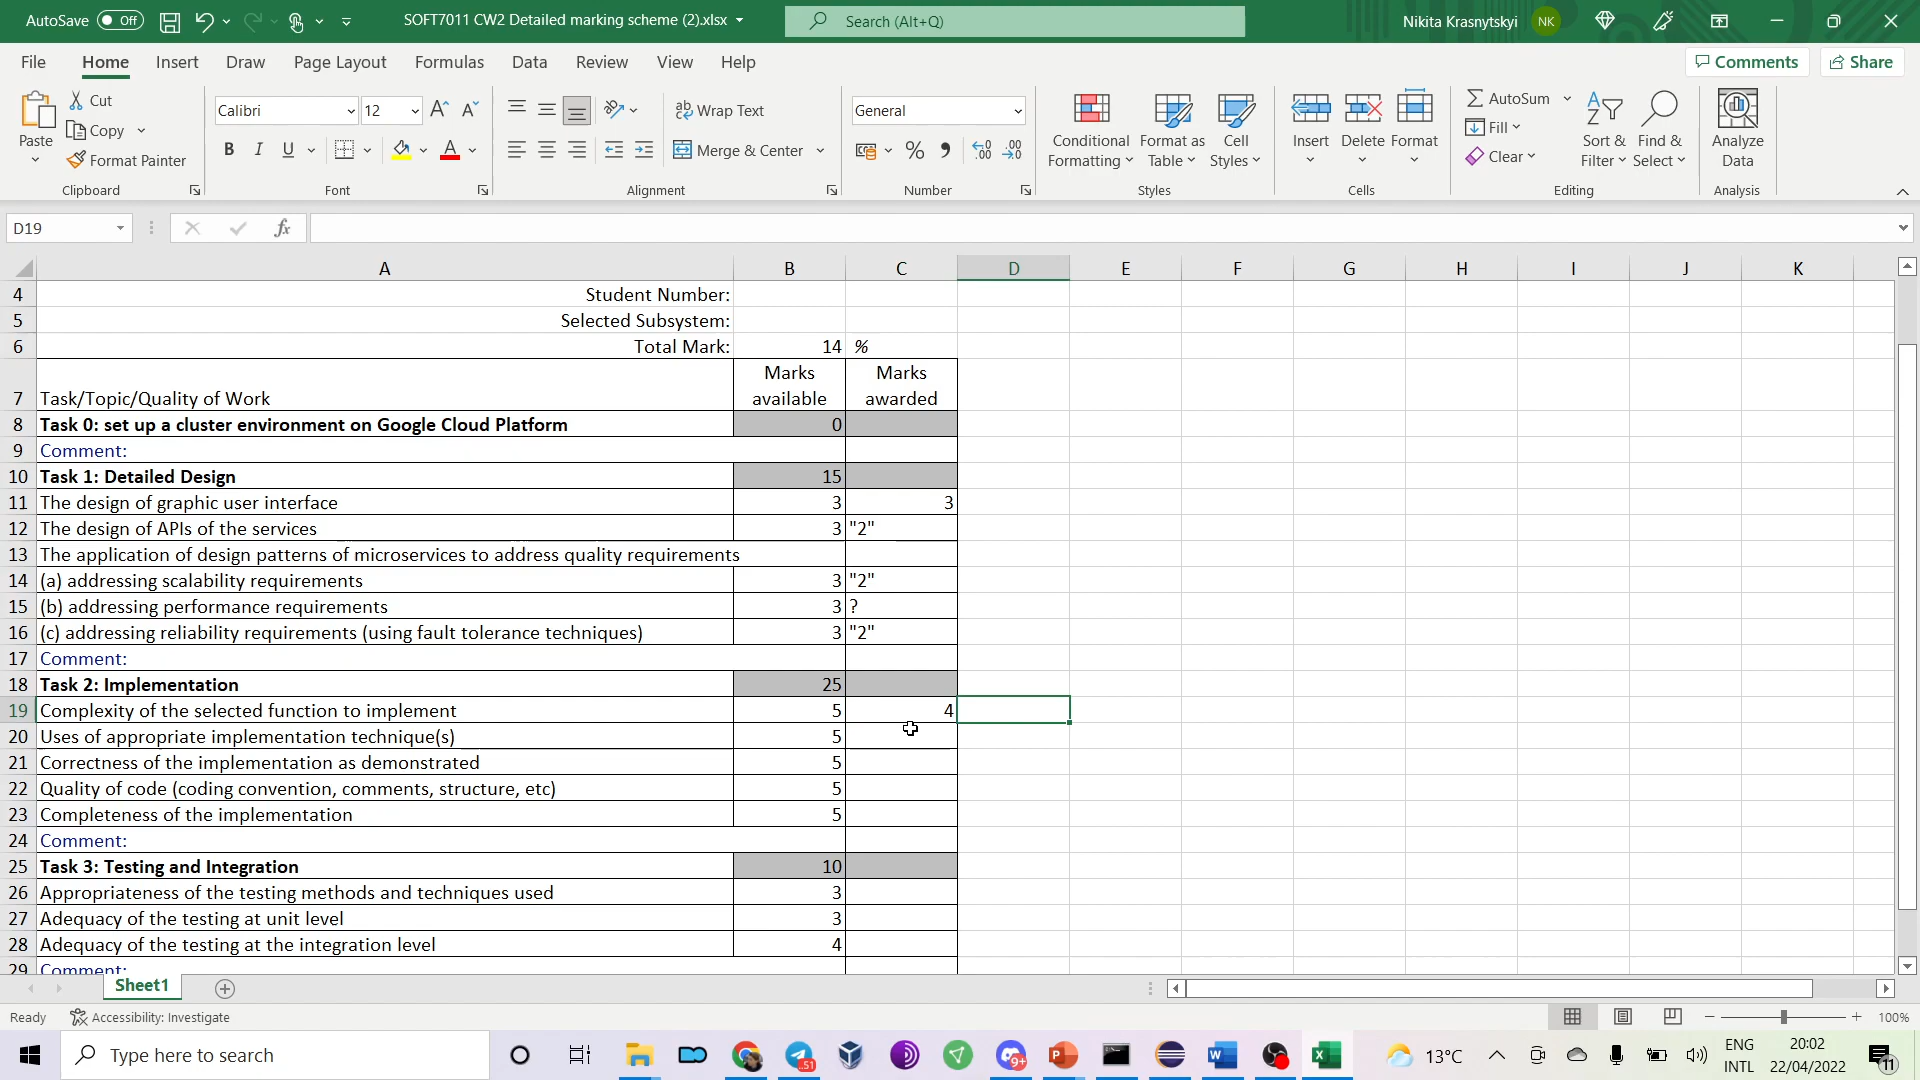 AutoSave Off SOFT7011 CW2 Detailed marking scheme (2).xlsx Search (Alt+Q) Nikita Krasnytskyi NK
File Home Insert Draw Page Layout Formulas Data Review View Help Comments Share
Paste Cut Copy Format Painter Clipboard
Calibri 12 B I U Font
Wrap Text Merge & Center Alignment
General % Number
Conditional Formatting Format as Table Cell Styles Styles
Insert Delete Format Cells
AutoSum Fill Clear Sort & Filter Find & Select Editing
Analyze Data Analysis
D19 fx
A B C D E F G H I J K
4 Student Number:
5 Selected Subsystem:
6 Total Mark: 14 %
7 Task/Topic/Quality of Work Marks available Marks awarded
8 Task 0: set up a cluster environment on Google Cloud Platform 0
9 Comment:
10 Task 1: Detailed Design 15
11 The design of graphic user interface 3 3
12 The design of APIs of the services 3 "2"
13 The application of design patterns of microservices to address quality requirements
14 (a) addressing scalability requirements 3 "2"
15 (b) addressing performance requirements 3 ?
16 (c) addressing reliability requirements (using fault tolerance techniques) 3 "2"
17 Comment:
18 Task 2: Implementation 25
19 Complexity of the selected function to implement 5 4
20 Uses of appropriate implementation technique(s) 5
21 Correctness of the implementation as demonstrated 5
22 Quality of code (coding convention, comments, structure, etc) 5
23 Completeness of the implementation 5
24 Comment:
25 Task 3: Testing and Integration 10
26 Appropriateness of the testing methods and techniques used 3
27 Adequacy of the testing at unit level 3
28 Adequacy of the testing at the integration level 4
29 Comment:
Sheet1
Ready Accessibility: Investigate 100%
Type here to search 13°C ENG INTL 20:02 22/04/2022 11